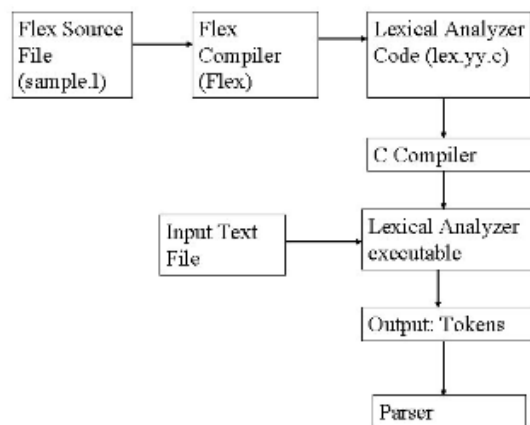 Flex Source
File
(sample.l)
Flex
Compiler
(Flex)
Lexical Analyzer
Code (lex.yy.c)
C Compiler
Input Text
File
Lexical Analyzer
executable
Output: Tokens
Parser